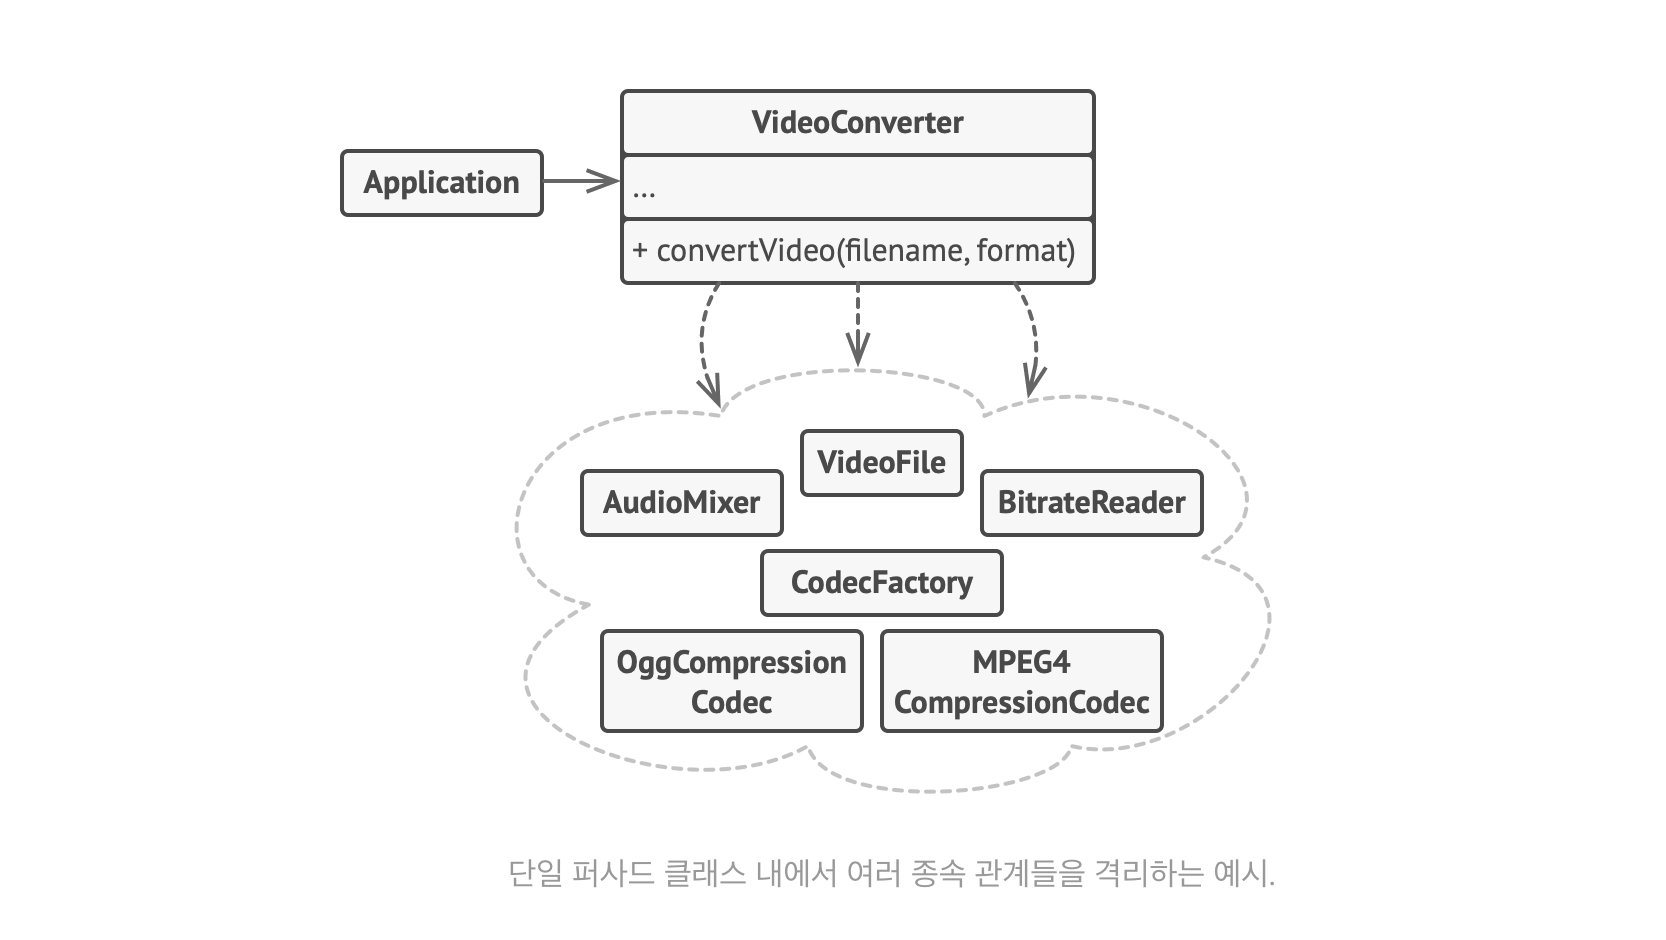 VideoConverter
Application
...
+ convertVideo(filename, format)
VideoFile
AudioMixer
BitrateReader
CodecFactory
OggCompression
Codec
MPEG4
CompressionCodec
단일 퍼사드 클래스 내에서 여러 종속 관계들을 격리하는 예시.